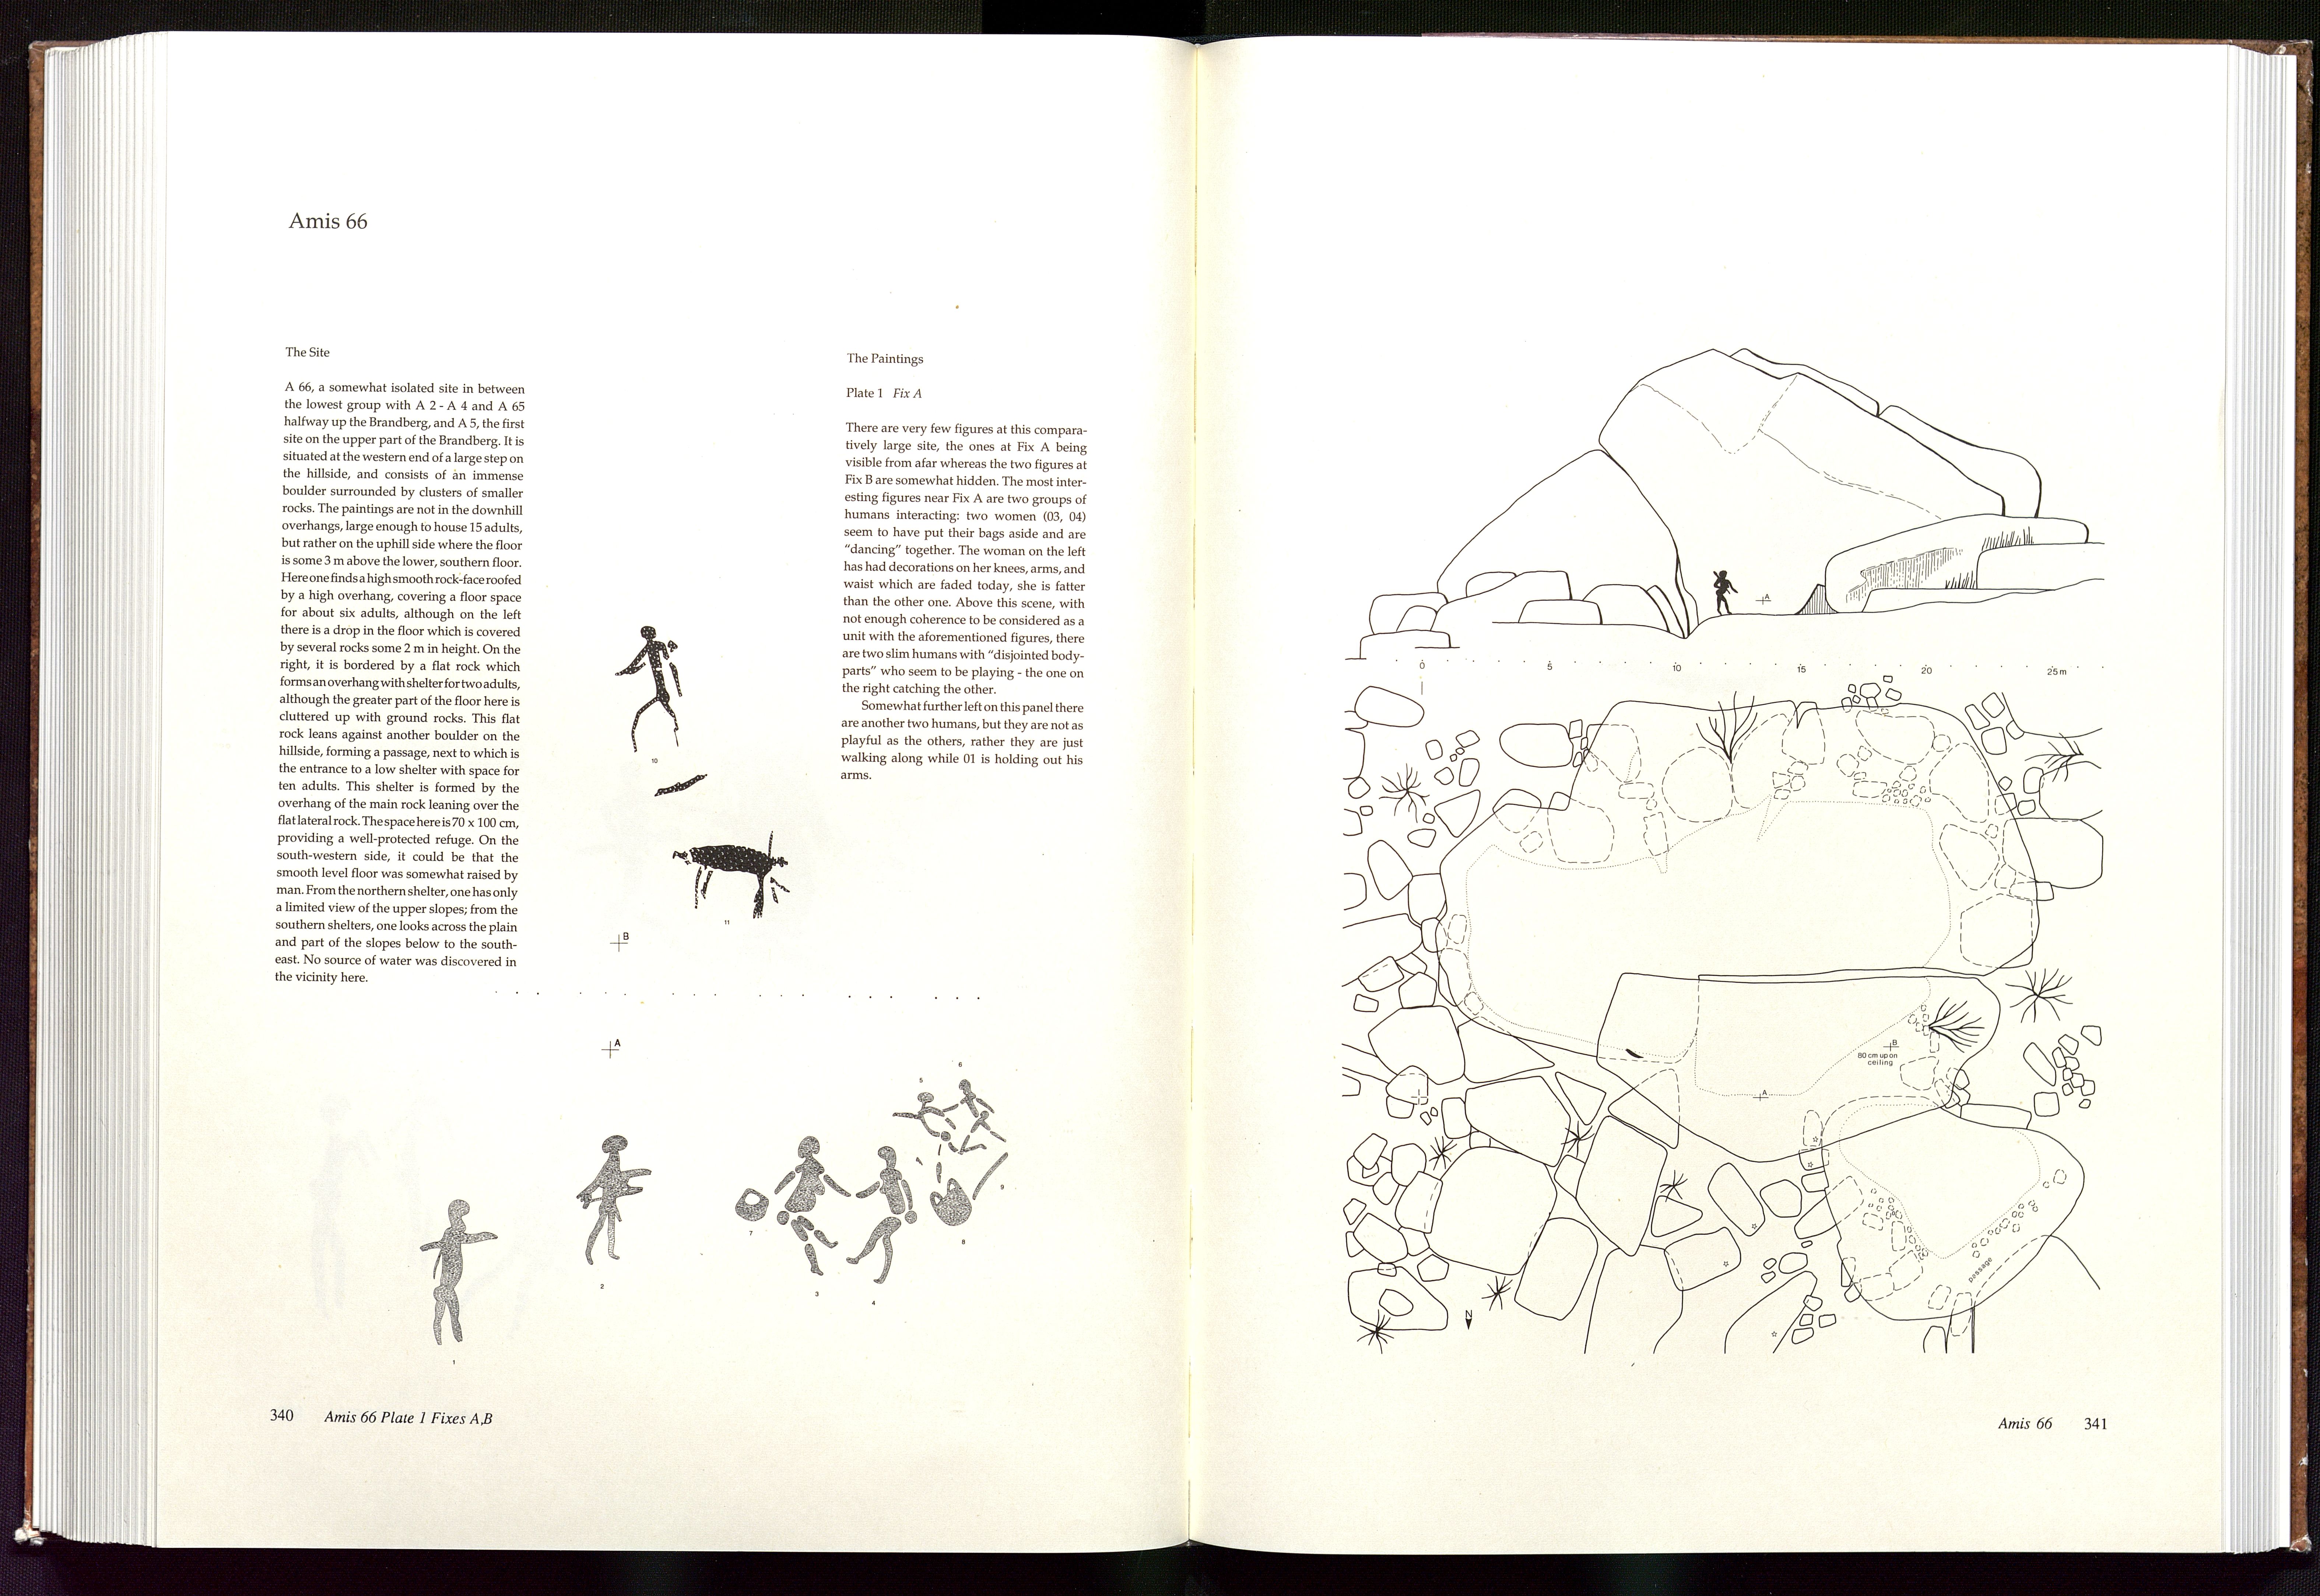 Amis 66
The Site
A 66, a somewhat isolated site in between
the lowest group with A 2 - A 4 and A 65
halfway up the Brandberg, and A 5, the first
site on the upper part of the Brandberg. It is
situated at the western end of a large step on
the hillside, and consists of an immense
boulder surrounded by clusters of smaller
rocks. The paintings are not in the downhill
overhangs, large enough to house 15 adults,
but rather on the uphill side where the floor
is some 3 m above the lower, southern floor.
Here one finds a high smooth rock-face roofed
by a high overhang, covering a floor space
for about six adults, although on the left
there is a drop in the floor which is covered
by several rocks some 2 m in height. On the
right, it is bordered by a flat rock which
forms an overhang with shelter for two adults,
although the greater part of the floor here is
cluttered up with ground rocks. This flat
rock leans against another boulder on the
hillside, forming a passage, next to which is
the entrance to a low shelter with space for
ten adults. This shelter is formed by the
overhang of the main rock leaning over the
flat lateral rock. The space here is 70 x 100 cm,
providing a well-protected refuge. On the
south-western side, it could be that the
smooth level floor was somewhat raised by
man. From the northern shelter, one has only
a limited view of the upper slopes; from the
southern shelters, one looks across the plain
and part of the slopes below to the south-
east. No source of water was discovered in
the vicinity here.
10
11
B
A
5
6
7
9
8
2
3
4
1
The Paintings
Plate 1 Fix A
There are very few figures at this compara-
tively large site, the ones at Fix A being
visible from afar whereas the two figures at
Fix B are somewhat hidden. The most inter-
esting figures near Fix A are two groups of
humans interacting: two women (03, 04)
seem to have put their bags aside and are
“dancing” together. The woman on the left
has had decorations on her knees, arms, and
waist which are faded today, she is fatter
than the other one. Above this scene, with
not enough coherence to be considered as a
unit with the aforementioned figures, there
are two slim humans with “disjointed body-
parts” who seem to be playing - the one on
the right catching the other.
Somewhat further left on this panel there
are another two humans, but they are not as
playful as the others, rather they are just
walking along while 01 is holding out his
arms.
340 Amis 66 Plate 1 Fixes A,B
A
0 5 10 15 20 25 m
B
80 cm up on
ceiling
A
passage
N
Amis 66 341